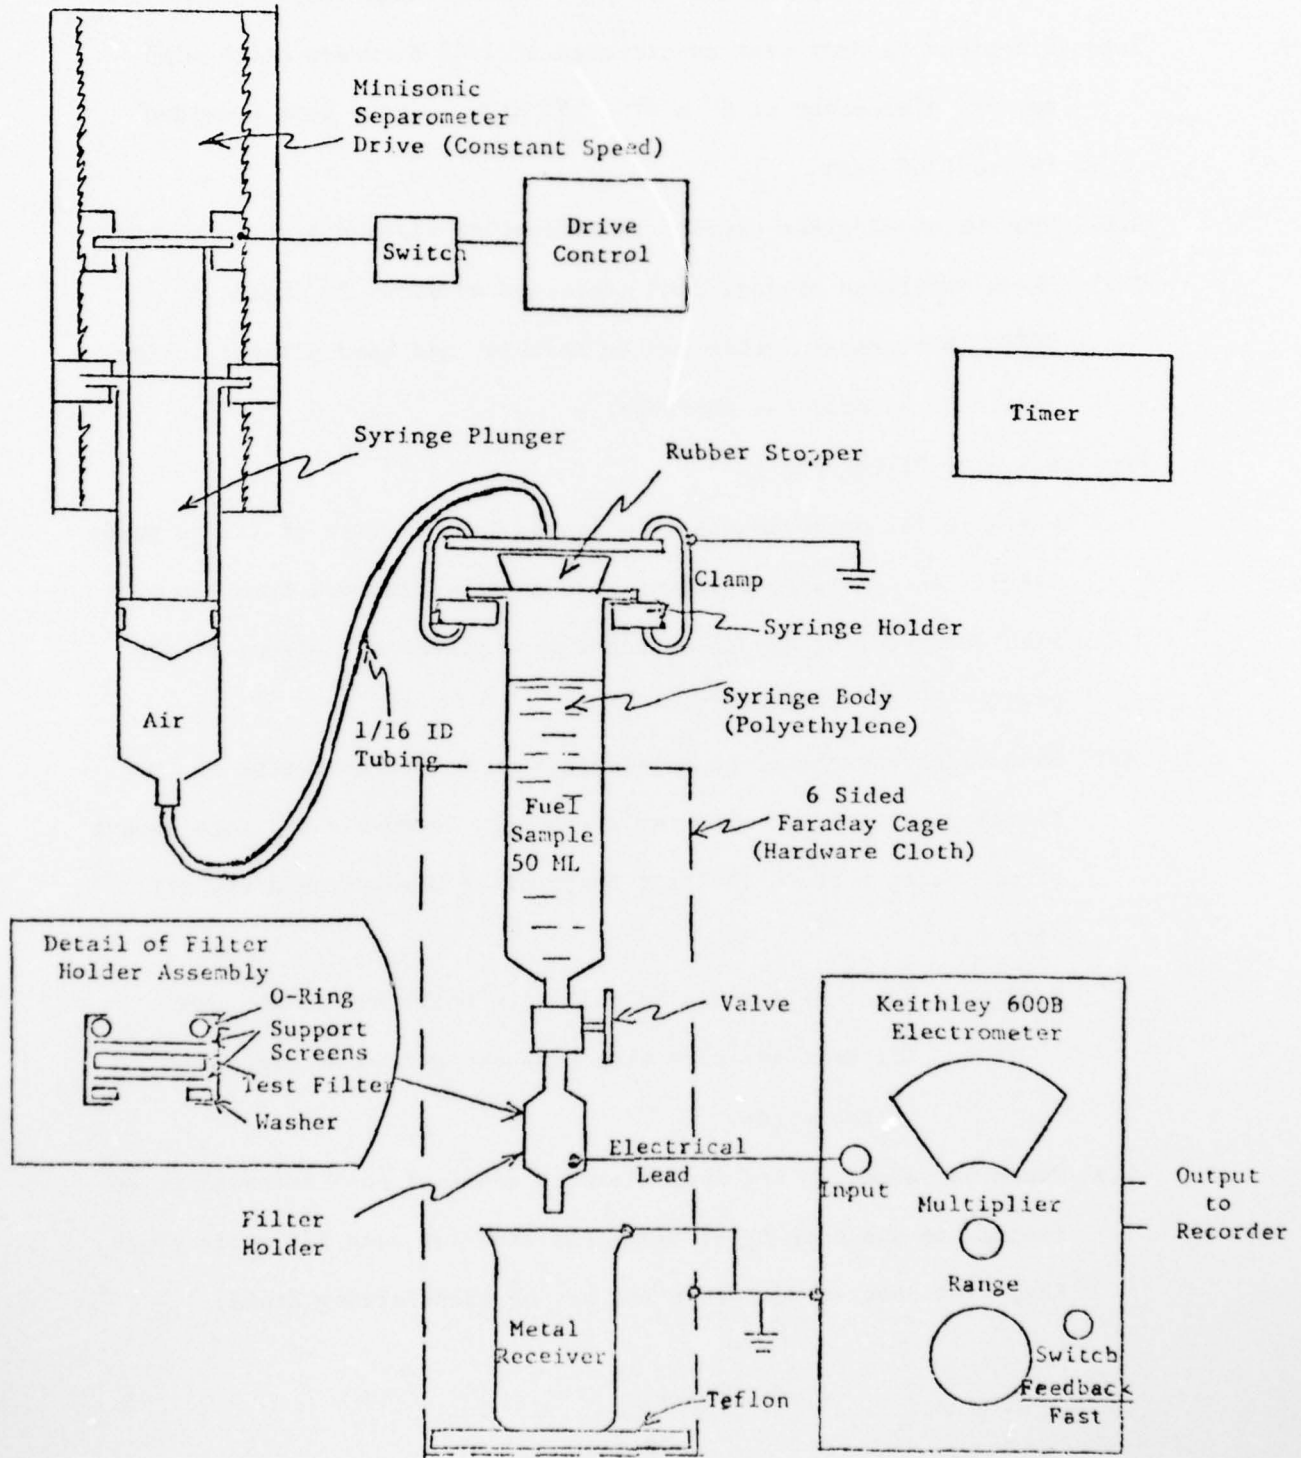 Minisonic
Separometer
Drive (Constant Speed)
Switch
Drive
Control
Timer
Syringe Plunger
Rubber Stopper
Clamp
Syringe Holder
Air
1/16 ID
Tubing
Syringe Body
(Polyethylene)
Fuel
Sample
50 ML
6 Sided
Faraday Cage
(Hardware Cloth)
Detail of Filter
Holder Assembly
O-Ring
Support
Screens
Test Filter
Washer
Valve
Keithley 600B
Electrometer
Electrical
Lead
Input
Multiplier
Output
to
Recorder
Filter
Holder
Range
Metal
Receiver
Switch
Feedback
Fast
Teflon